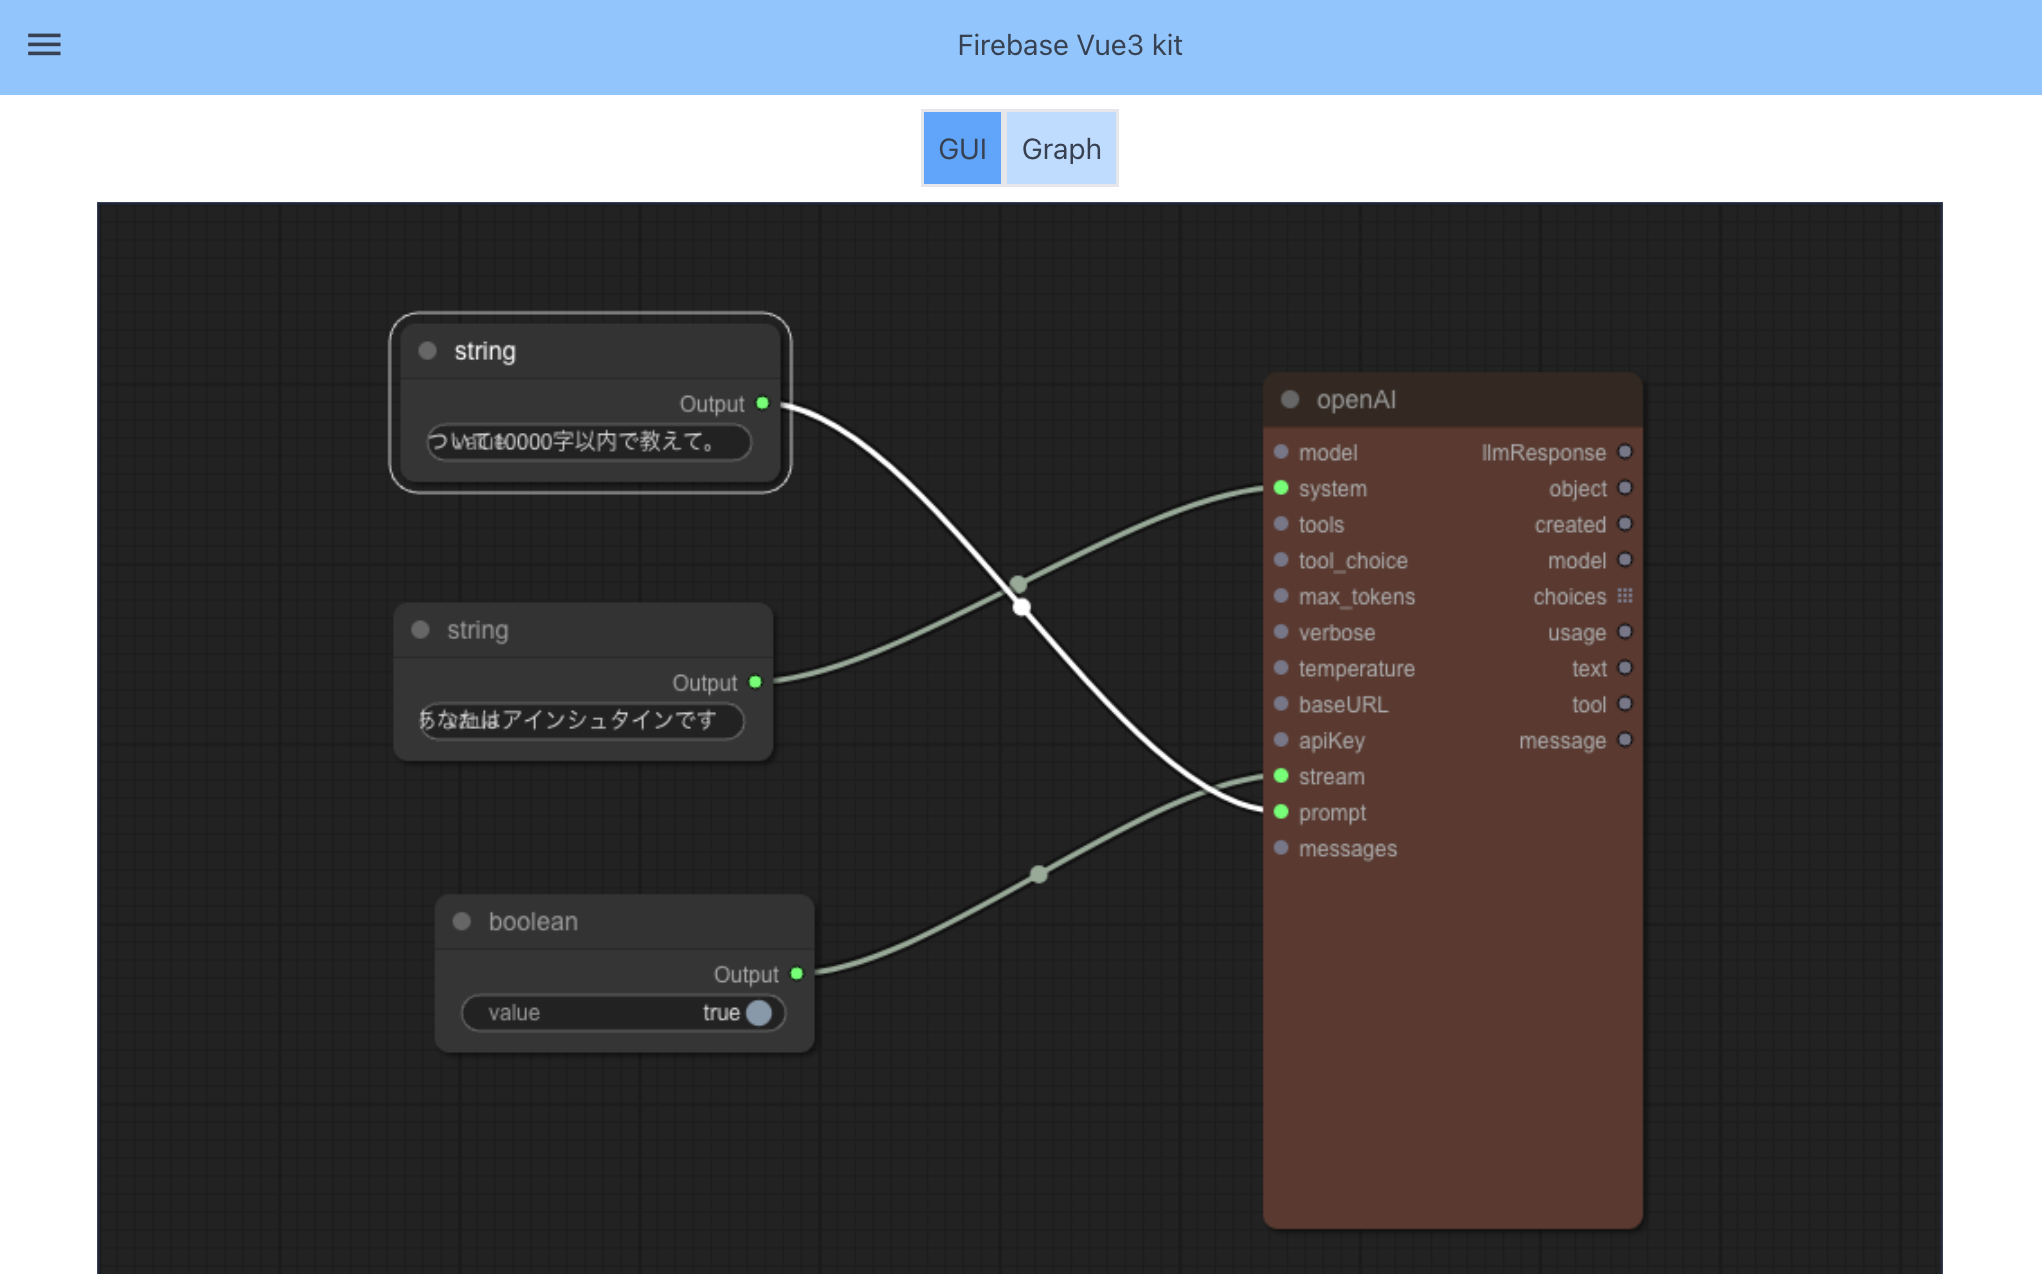 Firebase Vue3 kit
GUI
Graph
string
Output
ついて10000字以内で教えて。
string
Output
あなたはアインシュタインです
boolean
Output
value true
openAI
model llmResponse
system object
tools created
tool_choice model
max_tokens choices
verbose usage
temperature text
baseURL tool
apiKey message
stream
prompt
messages